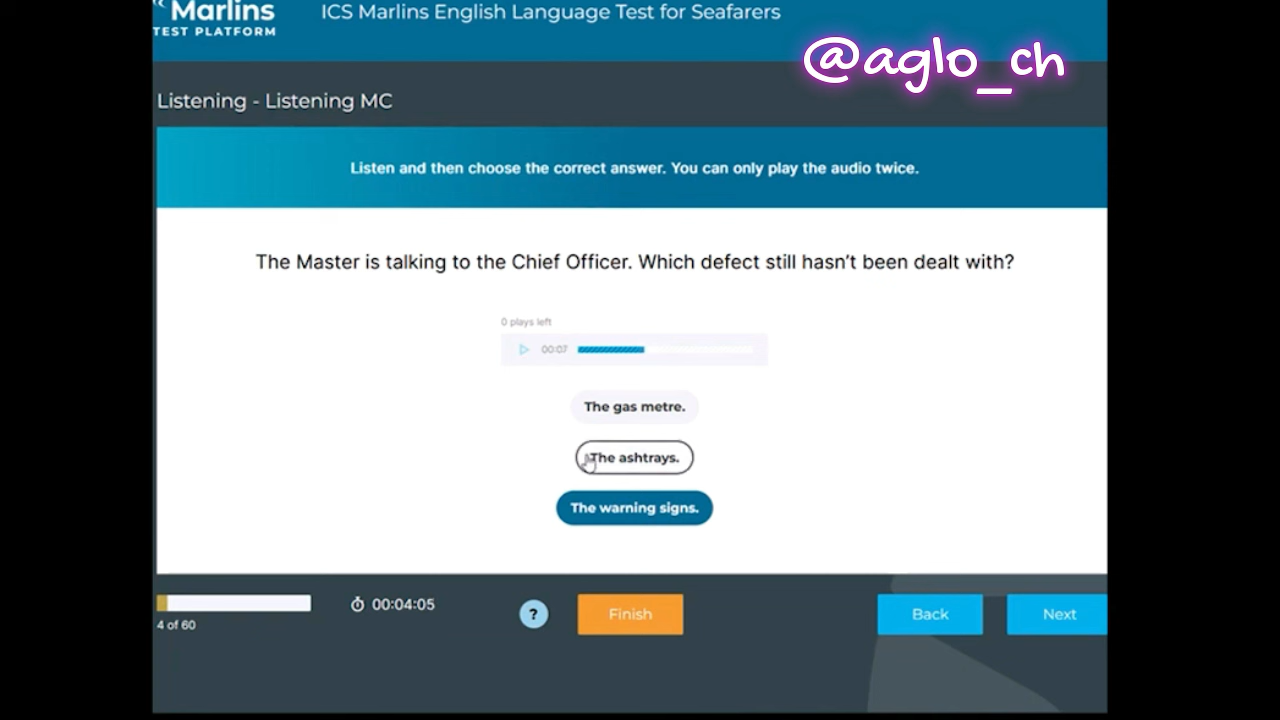 Marlins
TEST PLATFORM
ICS Marlins English Language Test for Seafarers
@aglo_ch
Listening - Listening MC
Listen and then choose the correct answer. You can only play the audio twice.
The Master is talking to the Chief Officer. Which defect still hasn't been dealt with?
0 plays left
00:07
The gas metre.
The ashtrays.
The warning signs.
4 of 60
00:04:05
?
Finish
Back
Next